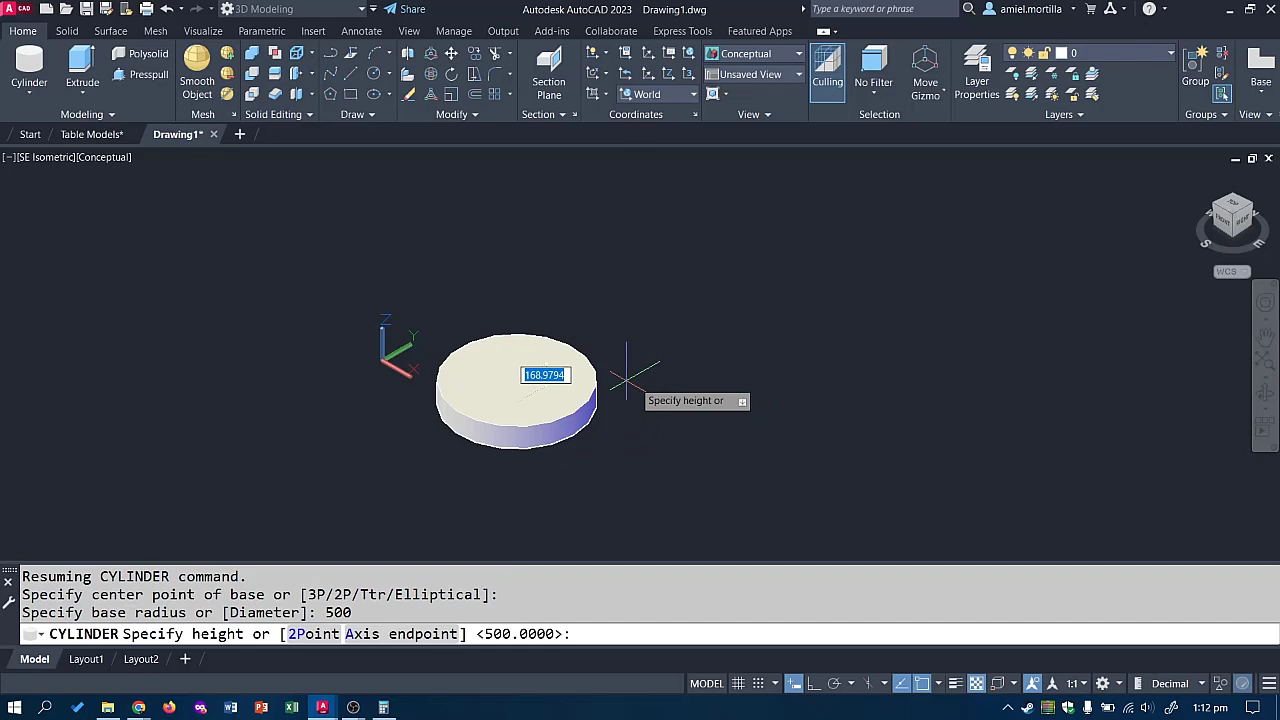 CAD
3D Modeling
Share
Autodesk AutoCAD 2023 Drawing1.dwg
Type a keyword or phrase
amiel.mortilla
Home Solid Surface Mesh Visualize Parametric Insert Annotate View Manage Output Add-ins Collaborate Express Tools Featured Apps
Cylinder
Extrude
Polysolid
Presspull
Smooth
Object
Section
Plane
World
Conceptual
Unsaved View
Culling
No Filter
Move
Gizmo
Layer
Properties
0
Group
Base
Modeling Mesh Solid Editing Draw Modify Section Coordinates View Selection Layers Groups View
Start Table Models* Drawing1*
[−][SE Isometric][Conceptual]
TOP
FRONT
RIGHT
S
E
WCS
Z
Y
X
168.9794
Specify height or
Resuming CYLINDER command.
Specify center point of base or [3P/2P/Ttr/Elliptical]:
Specify base radius or [Diameter]: 500
CYLINDER Specify height or [2Point Axis endpoint] <500.0000>:
Model Layout1 Layout2
MODEL
1:1
Decimal
1:12 pm